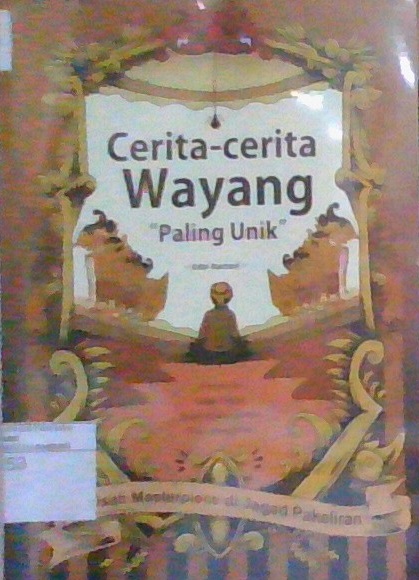 Cerita-cerita
Wayang
"Paling Unik"
Masterpiece di Jagad Pakeliran